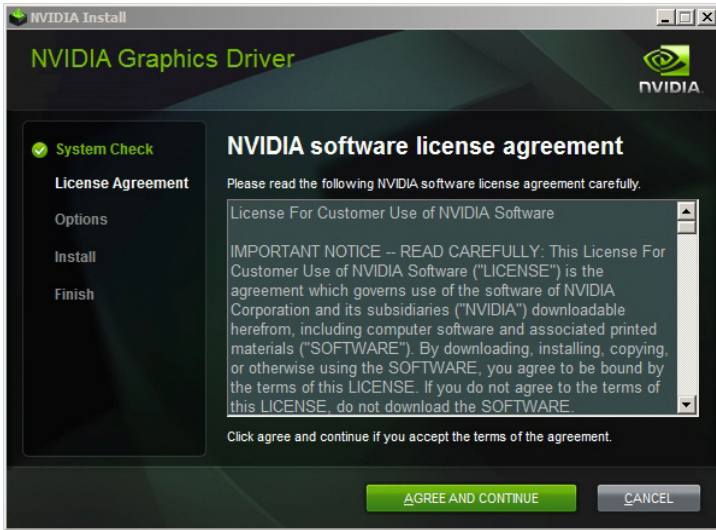 NVIDIA Install
NVIDIA Graphics Driver
NVIDIA.
System Check
License Agreement
Options
Install
Finish
NVIDIA software license agreement
Please read the following NVIDIA software license agreement carefully.
License For Customer Use of NVIDIA Software
IMPORTANT NOTICE -- READ CAREFULLY: This License For
Customer Use of NVIDIA Software ("LICENSE") is the
agreement which governs use of the software of NVIDIA
Corporation and its subsidiaries ("NVIDIA") downloadable
herefrom, including computer software and associated printed
materials ("SOFTWARE"). By downloading, installing, copying,
or otherwise using the SOFTWARE, you agree to be bound by
the terms of this LICENSE. If you do not agree to the terms of
this LICENSE, do not download the SOFTWARE.
Click agree and continue if you accept the terms of the agreement.
AGREE AND CONTINUE
CANCEL